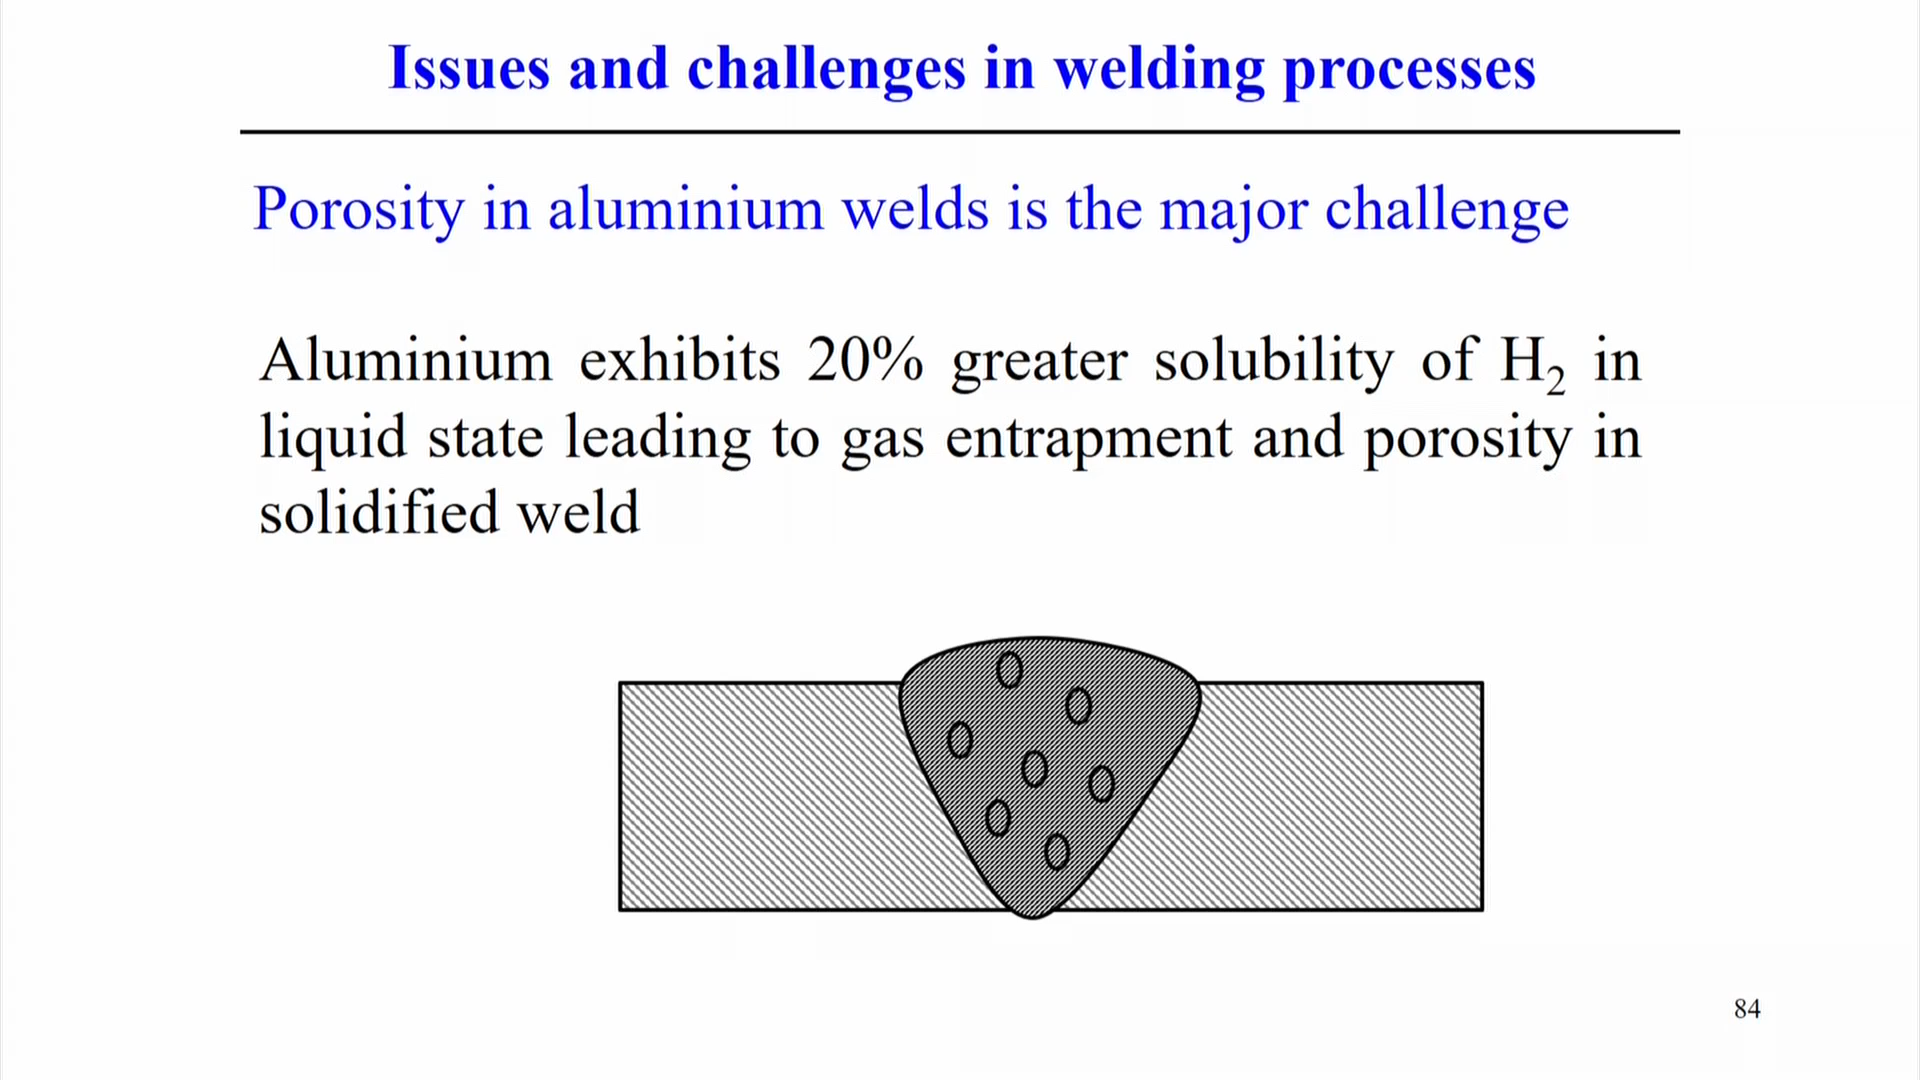 Issues and challenges in welding processes
Porosity in aluminium welds is the major challenge
Aluminium exhibits 20% greater solubility of H₂ in
liquid state leading to gas entrapment and porosity in
solidified weld
84